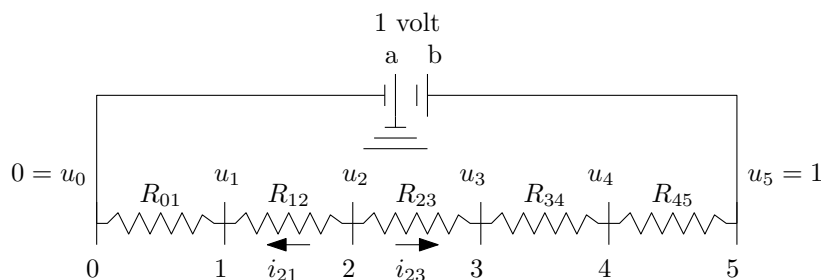 1 volt
a b
0 = u₀ u₁ u₂ u₃ u₄ u₅ = 1
R₀₁ R₁₂ R₂₃ R₃₄ R₄₅
0 1 i₂₁ 2 i₂₃ 3 4 5